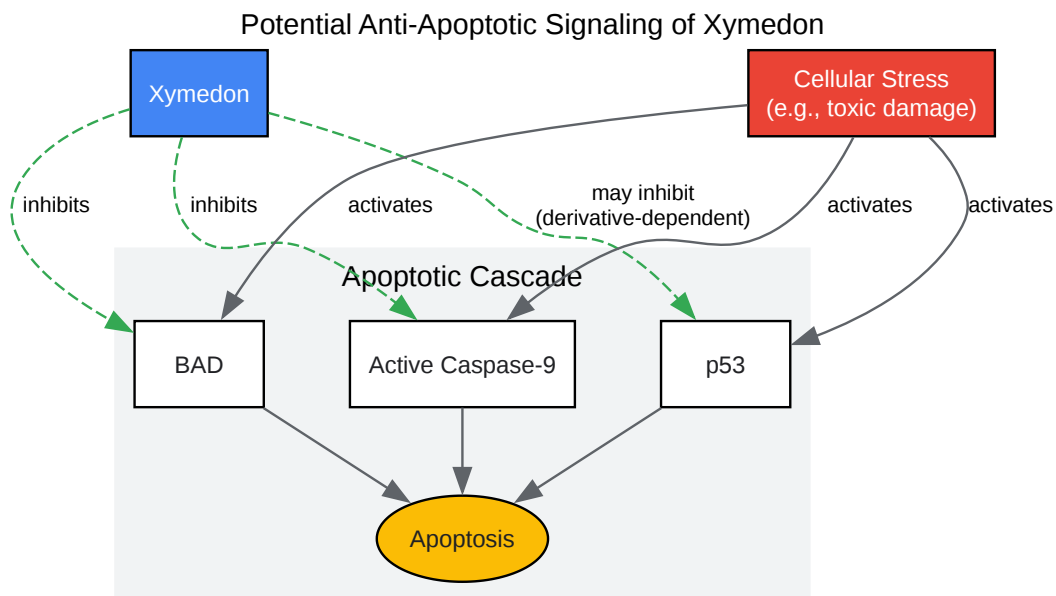 Potential Anti-Apoptotic Signaling of Xymedon
Xymedon
Cellular Stress
(e.g., toxic damage)
inhibits
inhibits
activates
may inhibit
(derivative-dependent)
activates
activates
Apoptotic Cascade
BAD
Active Caspase-9
p53
Apoptosis